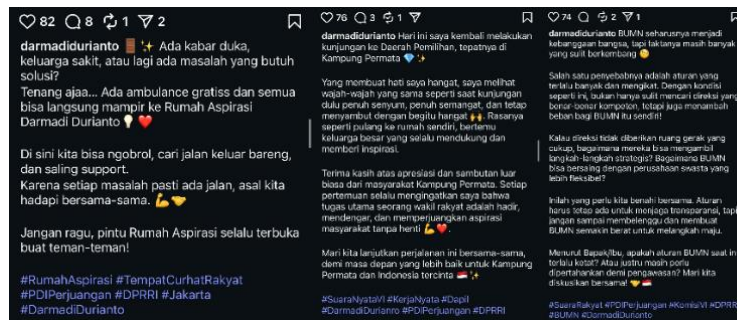 82 8 1 2
darmadidurianto 🚪✨ Ada kabar duka,
keluarga sakit, atau lagi ada masalah yang butuh
solusi?
Tenang ajaa... Ada ambulance gratiss dan semua
bisa langsung mampir ke Rumah Aspirasi
Darmadi Durianto💡❤️
Di sini kita bisa ngobrol, cari jalan keluar bareng,
dan saling support.
Karena setiap masalah pasti ada jalan, asal kita
hadapi bersama-sama. 💪🤝
Jangan ragu, pintu Rumah Aspirasi selalu terbuka
buat teman-teman!
#RumahAspirasi #TempatCurhatRakyat
#PDIPerjuangan #DPRRI #Jakarta
#DarmadiDurianto
76 3 1
darmadidurianto Hari ini saya kembali melakukan
kunjungan ke Daerah Pemilihan, tepatnya di
Kampung Permata 💎✨
Yang membuat hati saya hangat, saya melihat
wajah-wajah yang sama seperti saat kunjungan
dulu penuh senyum, penuh semangat, dan tetap
menyambut dengan begitu hangat 🙌. Rasanya
seperti pulang ke rumah sendiri, bertemu
keluarga besar yang selalu mendukung dan
memberi inspirasi.
Terima kasih atas apresiasi dan sambutan luar
biasa dari masyarakat Kampung Permata. Setiap
pertemuan selalu mengingatkan saya bahwa
tugas utama seorang wakil rakyat adalah hadir,
mendengar, dan memperjuangkan aspirasi
masyarakat tanpa henti 💪❤️.
Mari kita lanjutkan perjalanan ini bersama-sama,
demi masa depan yang lebih baik untuk Kampung
Permata dan Indonesia tercinta 🇮🇩✨
#SuaraNyataVI #KerjaNyata #Dapil
#DarmadiDurianro #PDIPerjuangan #DPRRI
74 2 1
darmadidurianto BUMN seharusnya menjadi
kebanggaan bangsa, tapi faktanya masih banyak
yang sulit berkembang
Salah satu penyebabnya adalah aturan yang
terlalu banyak dan mengikat. Dengan kondisi
seperti ini, bukan hanya sulit mencari direksi yang
benar-benar kompeten, tetapi juga menambah
beban bagi BUMN itu sendiri!
Kalau direksi tidak diberikan ruang gerak yang
cukup, bagaimana mereka bisa mengambil
langkah-langkah strategis? Bagaimana BUMN
bisa bersaing dengan perusahaan swasta yang
lebih fleksibel?
Inilah yang perlu kita benahi bersama. Aturan
harus tetap ada untuk menjaga transparansi, tapi
jangan sampai membelenggu dan membuat
BUMN semakin berat untuk melangkah maju.
Menurut Bapak/Ibu, apakah aturan BUMN saat in
terlalu ketat? Atau justru masih perlu
dipertahankan demi pengawasan? Mari kita
diskusikan bersama! 🤝🇮🇩
#SuaraRakyat #PDIPerjuangan #KomisiVI #DPRR
#BUMN #DarmadiDurianto